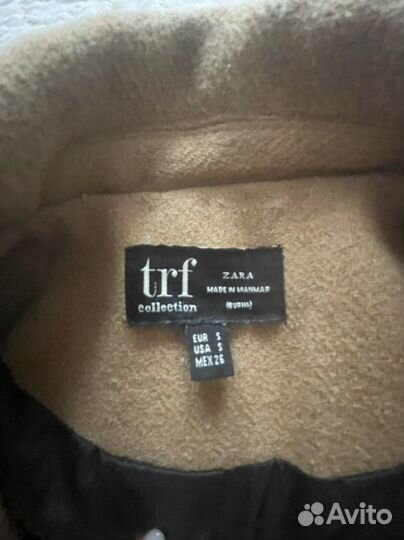 trf
collection
ZARA
MADE IN MANMAR
(BURMA)
EUR S
USA S
MEX 26
Avito